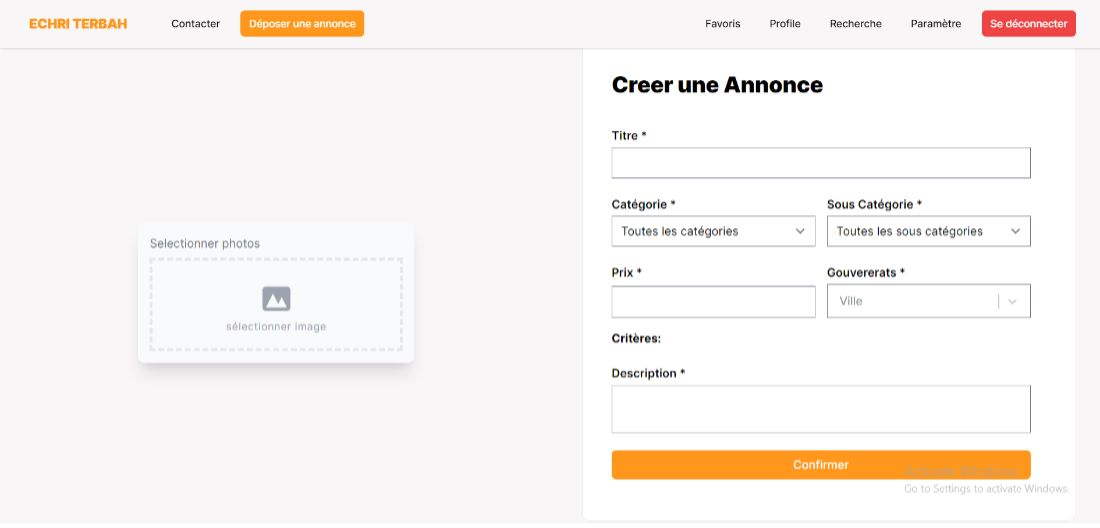 ECHRI TERBAH Contacter Déposer une annonce Favoris Profile Recherche Paramètre Se déconnecter
Selectionner photos
sélectionner image
Creer une Annonce
Titre *
Catégorie * Sous Catégorie *
Toutes les catégories Toutes les sous catégories
Prix * Gouvererats *
Ville
Critères:
Description *
Confirmer
Activate Windows
Go to Settings to activate Windows.